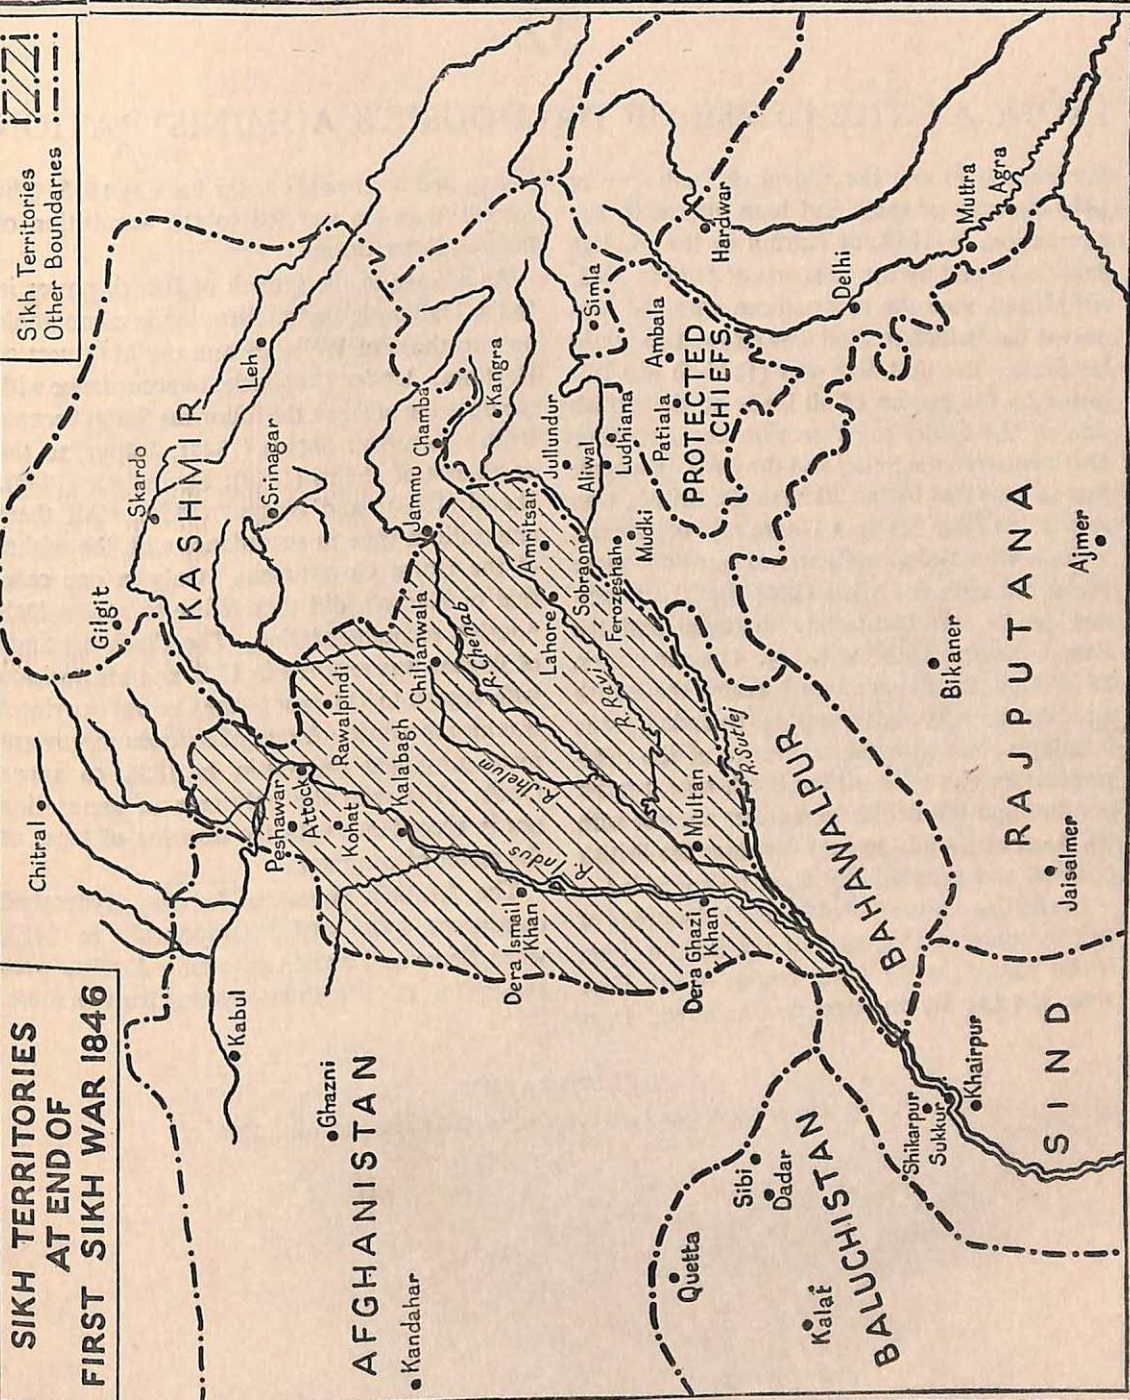 SIKH TERRITORIES
AT END OF
FIRST SIKH WAR 1846
Sikh Territories
Other Boundaries
Chitral
Gilgit
Skardo
KASHMIR
Leh
Srinagar
Kabul
Peshawar
Attock
Rawalpindi
Kohat
Kalabagh
Chilianwala
Jammu
Chamba
Kangra
Ghazni
AFGHANISTAN
Kandahar
R. Chenab
R. Jhelum
R. Indus
Dera Ismail
Khan
Lahore
Amritsar
Jullundur
Aliwal
Ludhiana
Simla
Sobraon
Ferozeshah
Mudki
Patiala
Ambala
PROTECTED
CHIEFS
Hardwar
R. Ravi
Multan
R. Sutlej
Dera Ghazi
Khan
Quetta
Sibi
Dadar
Kalat
BALUCHISTAN
BAHAWALPUR
Delhi
Muttra
Agra
Bikaner
RAJPUTANA
Ajmer
Jaisalmer
Shikarpur
Sukkur
Khairpur
SIND